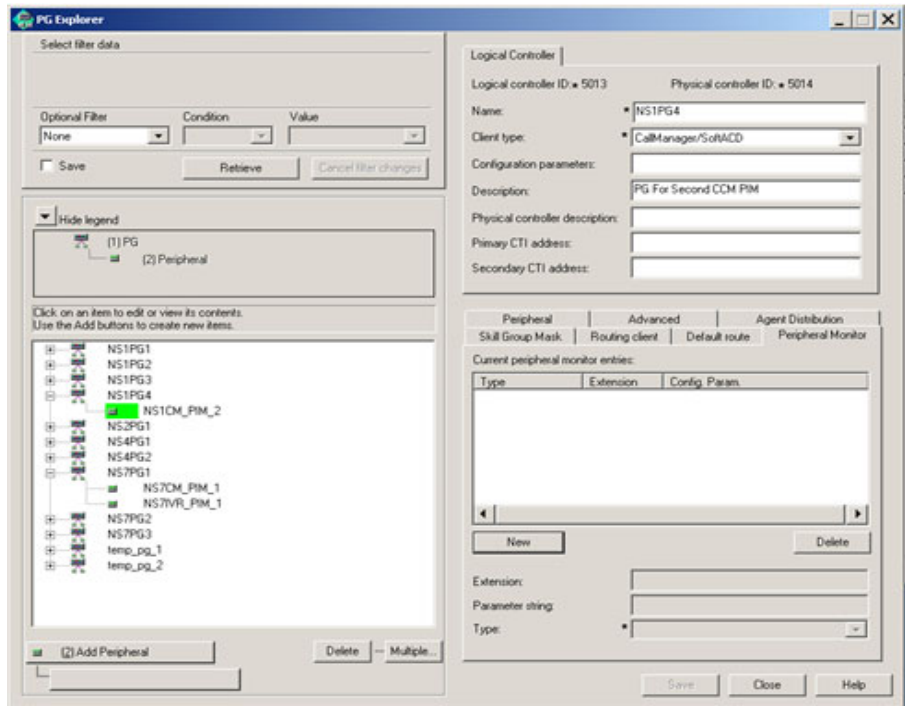 PG Explorer
Select filter data
Optional Filter Condition Value
None
Save Retrieve Cancel filter changes
Hide legend
(1) PG
(2) Peripheral
Click on an item to edit or view its contents.
Use the Add buttons to create new items.
NS1PG1
NS1PG2
NS1PG3
NS1PG4
NS1CM_PIM_2
NS2PG1
NS4PG1
NS4PG2
NS7PG1
NS7CM_PIM_1
NS7IVR_PIM_1
NS7PG2
NS7PG3
temp_pg_1
temp_pg_2
(2) Add Peripheral Delete Multiple...
Logical Controller
Logical controller ID: 5013 Physical controller ID: 5014
Name: * NS1PG4
Client type: * CallManager/SoftACD
Configuration parameters:
Description: PG For Second CCM PIM
Physical controller description:
Primary CTI address:
Secondary CTI address:
Peripheral Advanced Agent Distribution
Skill Group Mask Routing client Default route Peripheral Monitor
Current peripheral monitor entries:
Type Extension Config. Param.
New Delete
Extension:
Parameter string:
Type: *
Save Close Help